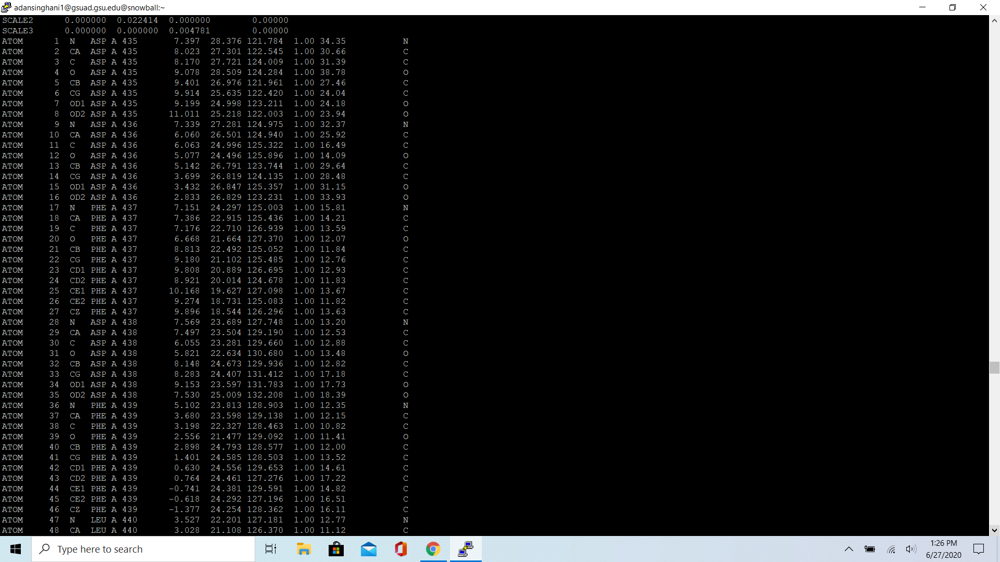 adansinghani1@gsuad.gsu.edu@snowball:~
SCALE2      0.000000  0.022414  0.000000        0.00000
SCALE3      0.000000  0.000000  0.004781        0.00000
ATOM      1  N   ASP A 435       7.397  28.376 121.784  1.00 34.35           N
ATOM      2  CA  ASP A 435       8.023  27.301 122.545  1.00 30.66           C
ATOM      3  C   ASP A 435       8.170  27.721 124.009  1.00 31.39           C
ATOM      4  O   ASP A 435       9.078  28.509 124.284  1.00 38.78           O
ATOM      5  CB  ASP A 435       9.401  26.976 121.961  1.00 27.46           C
ATOM      6  CG  ASP A 435       9.914  25.635 122.420  1.00 24.04           C
ATOM      7  OD1 ASP A 435       9.199  24.998 123.211  1.00 24.18           O
ATOM      8  OD2 ASP A 435      11.011  25.218 122.003  1.00 23.94           O
ATOM      9  N   ASP A 436       7.339  27.281 124.975  1.00 32.37           N
ATOM     10  CA  ASP A 436       6.060  26.501 124.940  1.00 25.92           C
ATOM     11  C   ASP A 436       6.063  24.996 125.322  1.00 16.49           C
ATOM     12  O   ASP A 436       5.077  24.496 125.896  1.00 14.09           O
ATOM     13  CB  ASP A 436       5.142  26.791 123.744  1.00 29.64           C
ATOM     14  CG  ASP A 436       3.699  26.819 124.135  1.00 28.48           C
ATOM     15  OD1 ASP A 436       3.432  26.847 125.357  1.00 31.15           O
ATOM     16  OD2 ASP A 436       2.833  26.829 123.231  1.00 33.93           O
ATOM     17  N   PHE A 437       7.151  24.297 125.003  1.00 15.81           N
ATOM     18  CA  PHE A 437       7.386  22.915 125.436  1.00 14.21           C
ATOM     19  C   PHE A 437       7.176  22.710 126.939  1.00 13.59           C
ATOM     20  O   PHE A 437       6.668  21.664 127.370  1.00 12.07           O
ATOM     21  CB  PHE A 437       8.813  22.492 125.052  1.00 11.84           C
ATOM     22  CG  PHE A 437       9.180  21.102 125.485  1.00 12.76           C
ATOM     23  CD1 PHE A 437       9.808  20.889 126.695  1.00 12.93           C
ATOM     24  CD2 PHE A 437       8.921  20.014 124.678  1.00 11.83           C
ATOM     25  CE1 PHE A 437      10.168  19.627 127.098  1.00 13.67           C
ATOM     26  CE2 PHE A 437       9.274  18.731 125.083  1.00 11.82           C
ATOM     27  CZ  PHE A 437       9.896  18.544 126.296  1.00 13.63           C
ATOM     28  N   ASP A 438       7.569  23.689 127.748  1.00 13.20           N
ATOM     29  CA  ASP A 438       7.497  23.504 129.190  1.00 12.53           C
ATOM     30  C   ASP A 438       6.055  23.281 129.660  1.00 12.88           C
ATOM     31  O   ASP A 438       5.821  22.634 130.680  1.00 13.48           O
ATOM     32  CB  ASP A 438       8.148  24.673 129.936  1.00 12.82           C
ATOM     33  CG  ASP A 438       8.283  24.407 131.412  1.00 17.18           C
ATOM     34  OD1 ASP A 438       9.153  23.597 131.783  1.00 17.73           O
ATOM     35  OD2 ASP A 438       7.530  25.009 132.208  1.00 18.39           O
ATOM     36  N   PHE A 439       5.102  23.813 128.903  1.00 12.35           N
ATOM     37  CA  PHE A 439       3.680  23.598 129.138  1.00 12.15           C
ATOM     38  C   PHE A 439       3.198  22.327 128.463  1.00 10.82           C
ATOM     39  O   PHE A 439       2.556  21.477 129.092  1.00 11.41           O
ATOM     40  CB  PHE A 439       2.898  24.793 128.577  1.00 12.00           C
ATOM     41  CG  PHE A 439       1.401  24.585 128.503  1.00 13.52           C
ATOM     42  CD1 PHE A 439       0.630  24.556 129.653  1.00 14.61           C
ATOM     43  CD2 PHE A 439       0.764  24.461 127.276  1.00 17.22           C
ATOM     44  CE1 PHE A 439      -0.741  24.381 129.591  1.00 14.82           C
ATOM     45  CE2 PHE A 439      -0.618  24.292 127.196  1.00 16.51           C
ATOM     46  CZ  PHE A 439      -1.377  24.254 128.362  1.00 16.11           C
ATOM     47  N   LEU A 440       3.527  22.201 127.181  1.00 12.77           N
ATOM     48  CA  LEU A 440       3.028  21.108 126.370  1.00 11.12           C
Type here to search
1:26 PM
6/27/2020